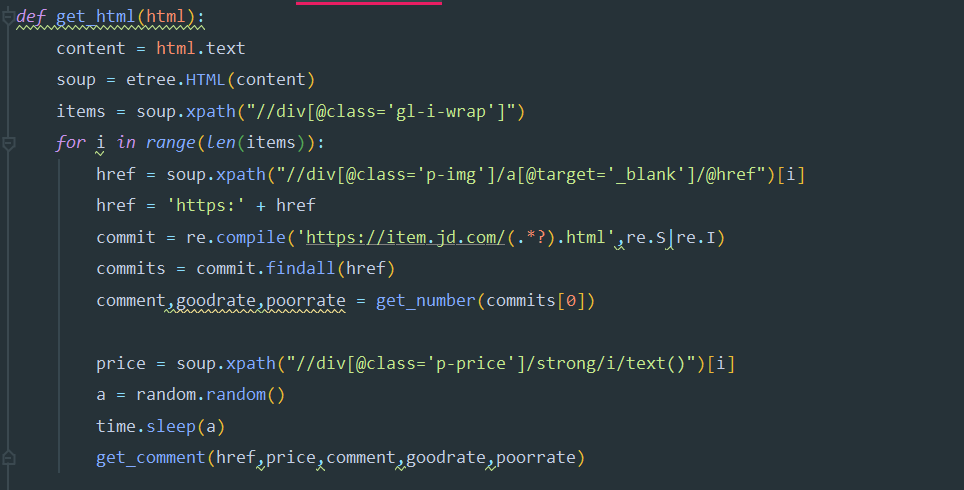 def get_html(html):
    content = html.text
    soup = etree.HTML(content)
    items = soup.xpath("//div[@class='gl-i-wrap']")
    for i in range(len(items)):
        href = soup.xpath("//div[@class='p-img']/a[@target='_blank']/@href")[i]
        href = 'https:' + href
        commit = re.compile('https://item.jd.com/(.*?).html',re.S|re.I)
        commits = commit.findall(href)
        comment,goodrate,poorrate = get_number(commits[0])

        price = soup.xpath("//div[@class='p-price']/strong/i/text()")[i]
        a = random.random()
        time.sleep(a)
        get_comment(href,price,comment,goodrate,poorrate)